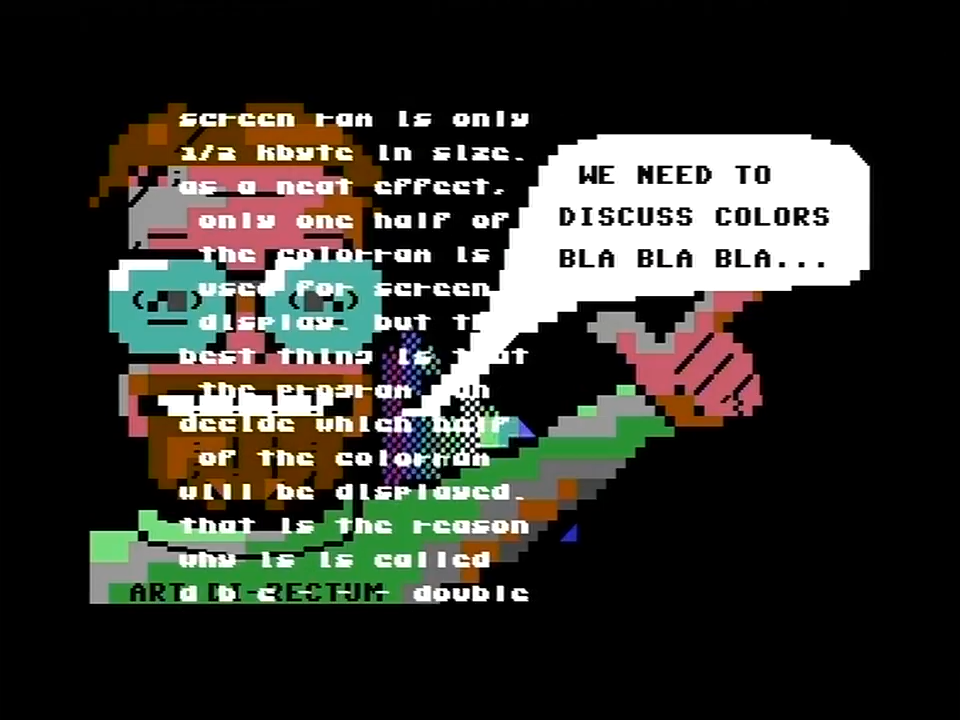 screen ram is only
1/2 kbyte in size.
as a neat effect,
only one half of
the colorram is
used for screen
display. but the
best thing is that
the program can
decide which half
of the colorram
will be displayed.
that is the reason
why is is called
d b c - - - double
WE NEED TO
DISCUSS COLORS
BLA BLA BLA...
ART DI-RECTUM